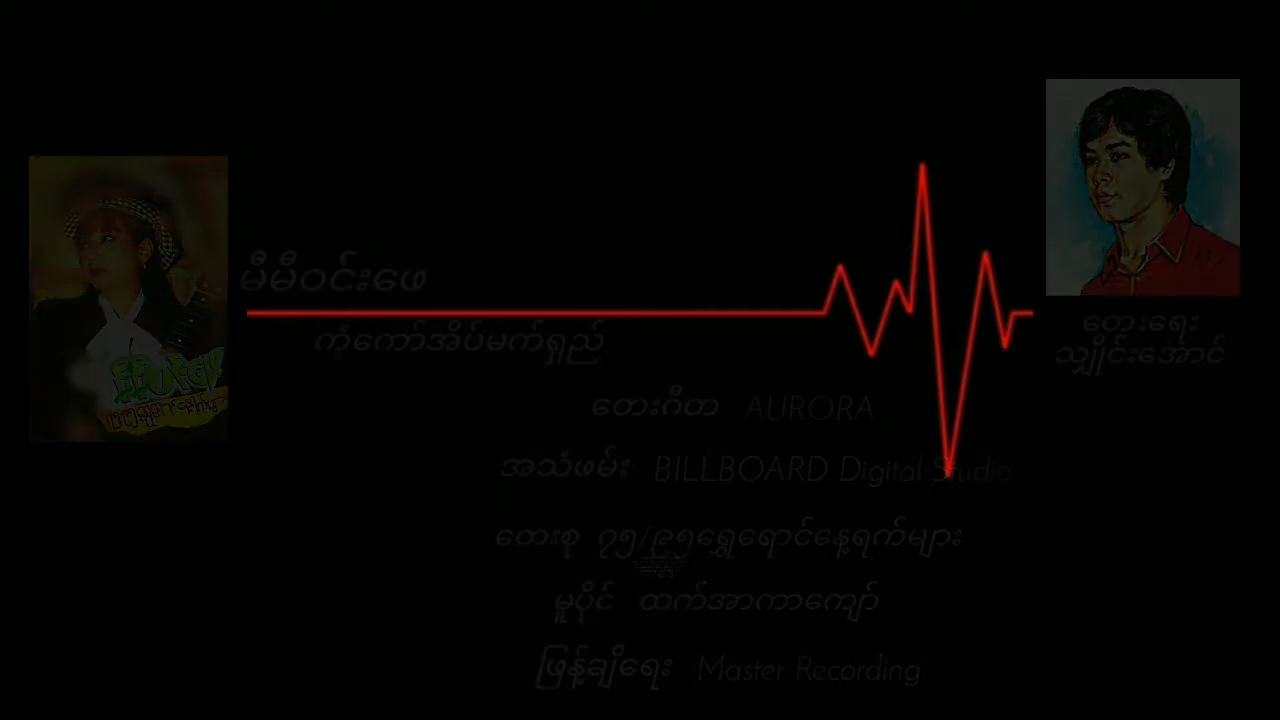 မီမီဝင်းဖေ
ကံ့ကော်အိပ်မက်ရှည်
တေးရေး
သျှိုင်းအောင်
တေးဂီတ AURORA
အသံဖမ်း BILLBOARD Digital Studio
တေးစု ၇၅/၉၅ရွှေရောင်နေ့ရက်များ
မူပိုင် ထက်အာကာကျော်
ဖြန့်ချိရေး Master Recording